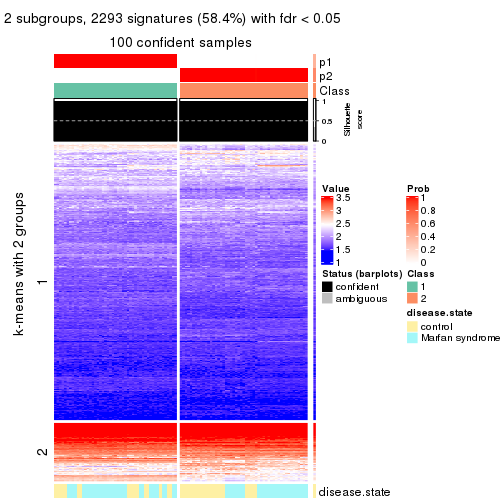 2 subgroups, 2293 signatures (58.4%) with fdr < 0.05
100 confident samples
p1
p2
Class
1
0.5
0
Silhouette
score
k-means with 2 groups
1
2
disease.state
Value
3.5
3
2.5
2
1.5
1
Prob
1
0.8
0.6
0.4
0.2
0
Status (barplots)
confident
ambiguous
Class
1
2
disease.state
control
Marfan syndrome